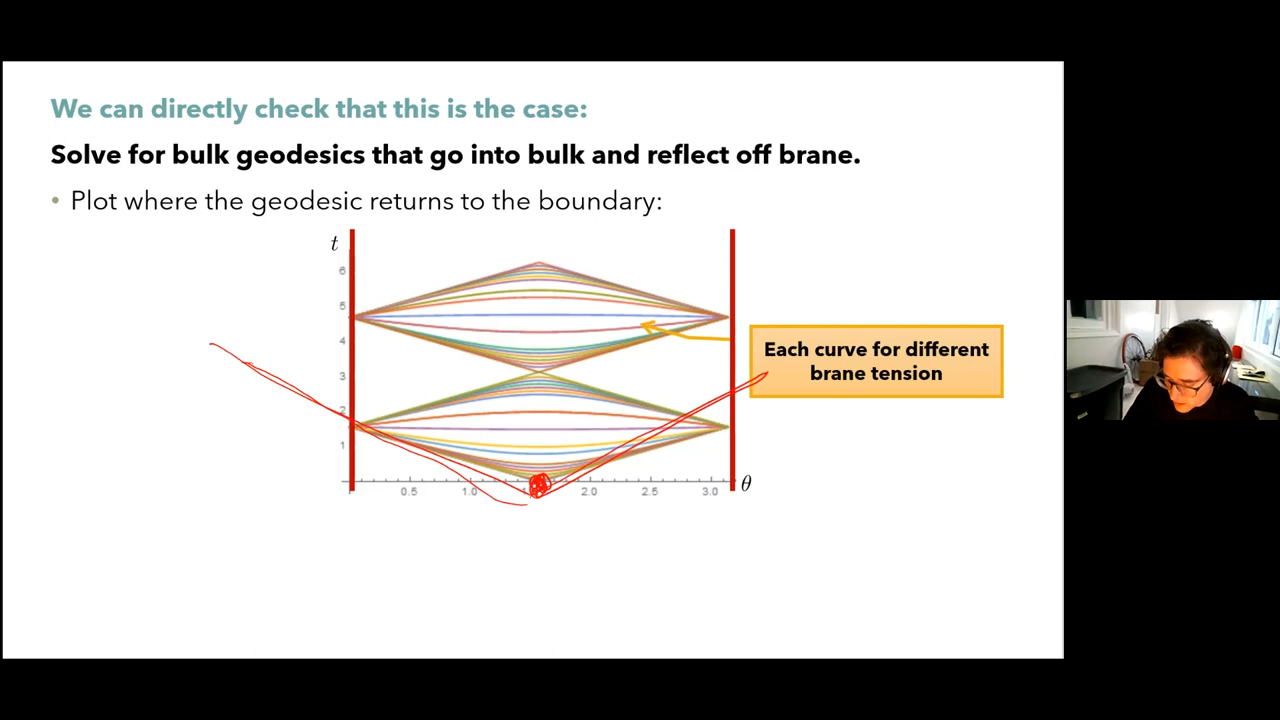 We can directly check that this is the case:
Solve for bulk geodesics that go into bulk and reflect off brane.
• Plot where the geodesic returns to the boundary:
t
6
5
4
3
2
1
0.5 1.0 2.0 2.5 3.0 θ
Each curve for different
brane tension